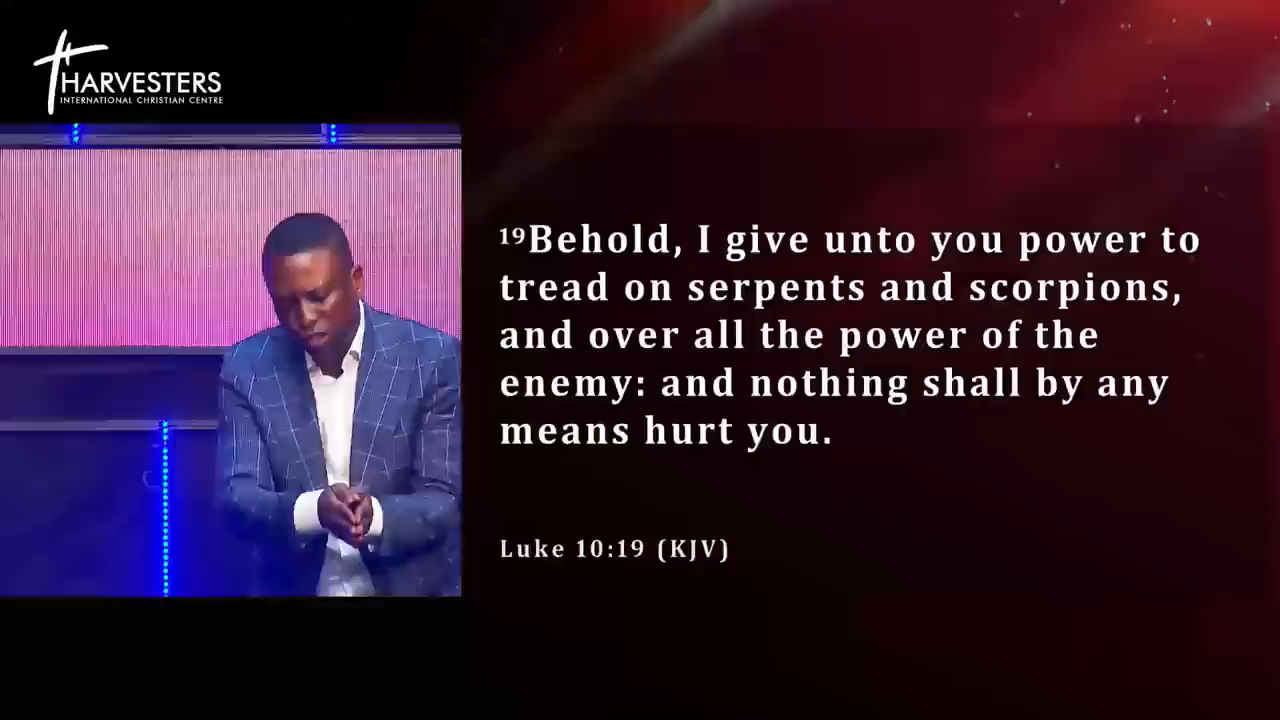 HARVESTERS
INTERNATIONAL CHRISTIAN CENTRE
19Behold, I give unto you power to
tread on serpents and scorpions,
and over all the power of the
enemy: and nothing shall by any
means hurt you.
Luke 10:19 (KJV)